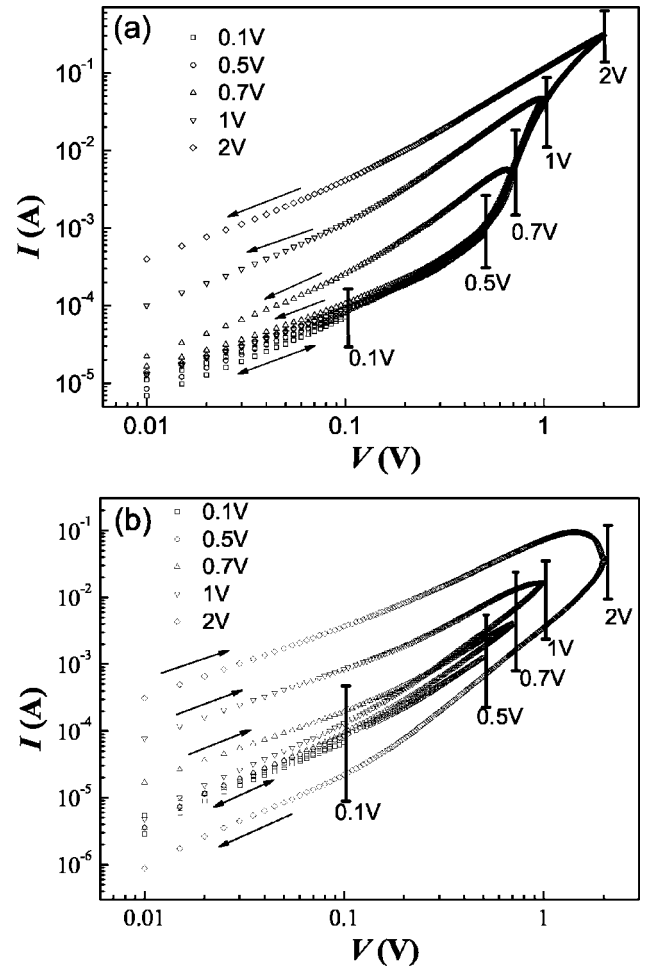 (a)
0.1V
0.5V
0.7V
1V
2V
2V
1V
0.7V
0.5V
0.1V
10⁻¹
10⁻²
10⁻³
10⁻⁴
10⁻⁵
I (A)
0.01 0.1 1
V (V)
(b)
0.1V
0.5V
0.7V
1V
2V
2V
1V
0.7V
0.5V
0.1V
10⁻¹
10⁻²
10⁻³
10⁻⁴
10⁻⁵
10⁻⁶
I (A)
0.01 0.1 1
V (V)